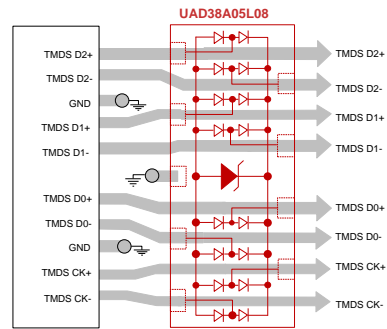 UAD38A05L08
TMDS D2+
TMDS D2-
GND
TMDS D1+
TMDS D1-
TMDS D0+
TMDS D0-
GND
TMDS CK+
TMDS CK-
TMDS D2+
TMDS D2-
TMDS D1+
TMDS D1-
TMDS D0+
TMDS D0-
TMDS CK+
TMDS CK-